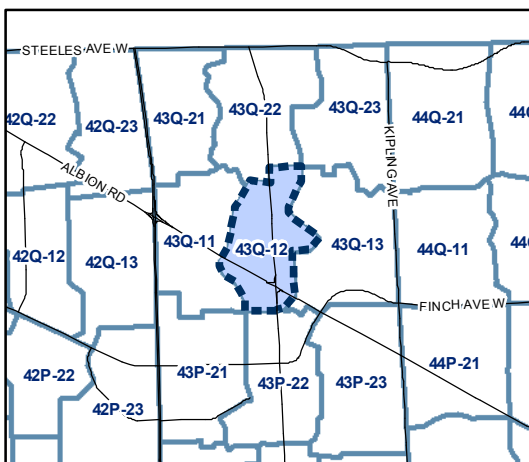 STEELES AVE W
42Q-22
42Q-23
43Q-21
43Q-22
43Q-23
44Q-21
44Q
KIPLING AVE
ALBION RD
42Q-12
42Q-13
43Q-11
43Q-12
43Q-13
44Q-11
44Q
FINCH AVE W
42P-22
42P-23
43P-21
43P-22
43P-23
44P-21